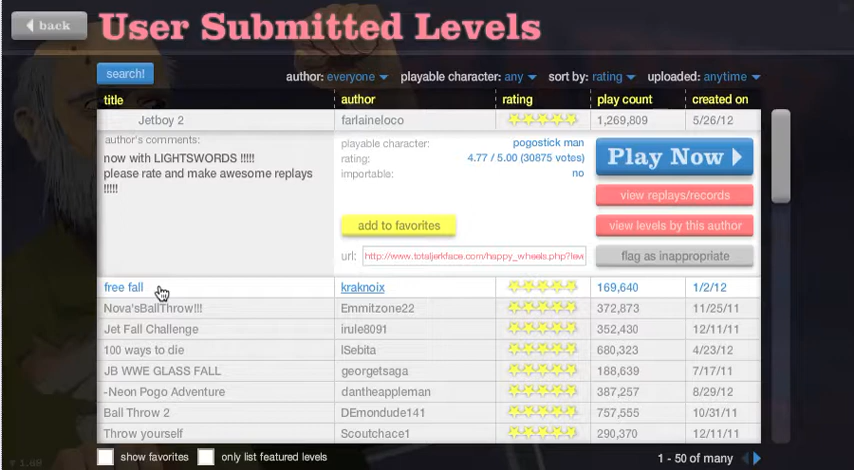 back
User Submitted Levels
search!
author: everyone playable character: any sort by: rating uploaded: anytime
title author rating play count created on
Jetboy 2 farlaineloco 1,269,809 5/26/12
author's comments:
now with LIGHTSWORDS !!!!!
please rate and make awesome replays
!!!!!
playable character: pogostick man
rating: 4.77 / 5.00 (30875 votes)
importable: no
add to favorites
url: http://www.totaljerkface.com/happy_wheels.php?leve
Play Now
view replays/records
view levels by this author
flag as inappropriate
free fall kraknoix 169,640 1/2/12
Nova'sBallThrow!!! Emmitzone22 372,873 11/25/11
Jet Fall Challenge irule8091 352,430 12/11/11
100 ways to die ISebita 680,323 4/23/12
JB WWE GLASS FALL georgetsaga 188,639 7/17/11
-Neon Pogo Adventure dantheappleman 387,257 8/29/12
Ball Throw 2 DEmondude141 757,555 10/31/11
Throw yourself Scoutchace1 290,370 12/11/11
show favorites only list featured levels 1 - 50 of many